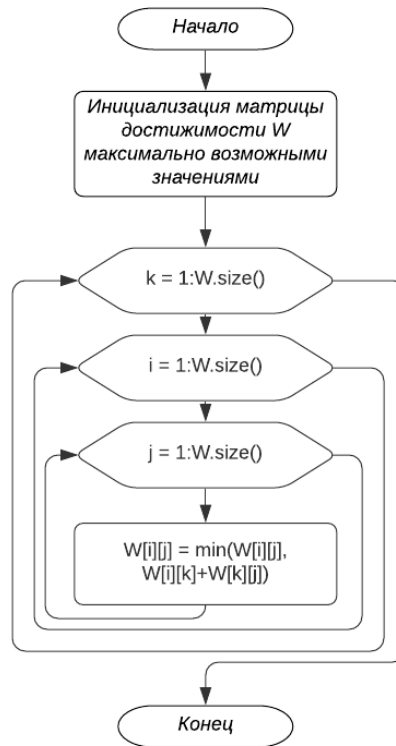 Начало
Инициализация матрицы
достижимости W
максимально возможными
значениями
k = 1:W.size()
i = 1:W.size()
j = 1:W.size()
W[i][j] = min(W[i][j],
W[i][k]+W[k][j])
Конец